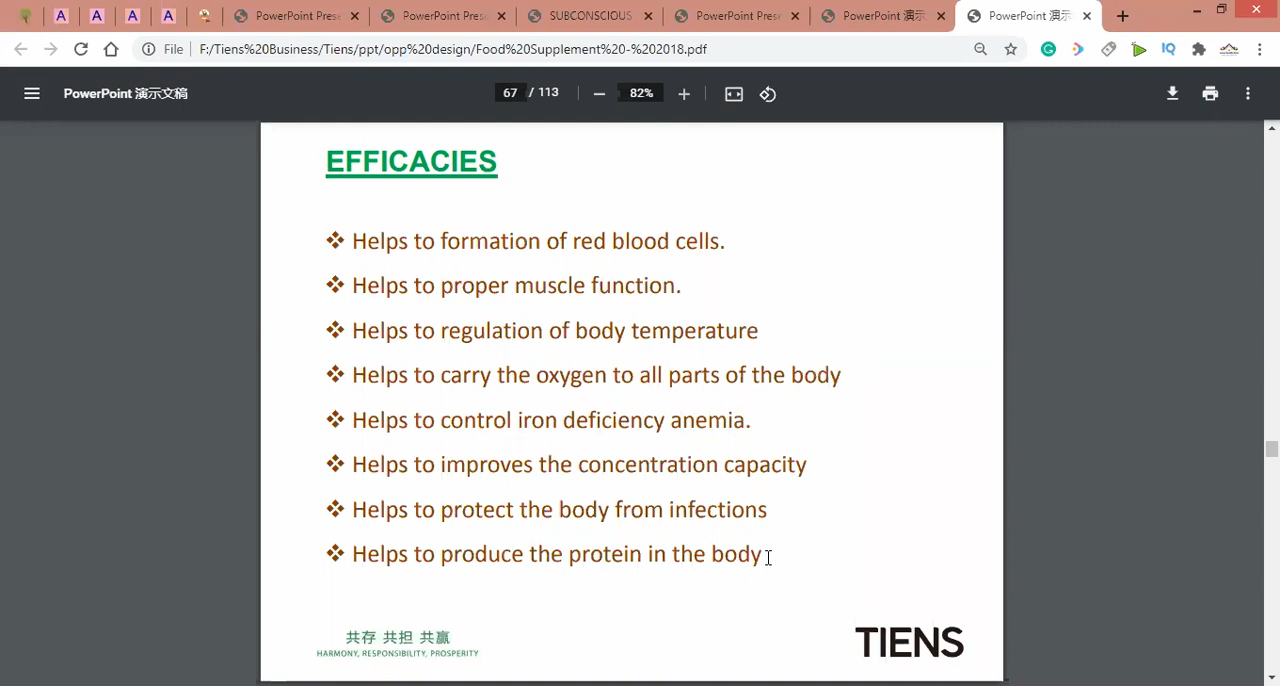 A
A
A
A
PowerPoint Prese
PowerPoint Prese
SUBCONSCIOUS
PowerPoint Prese
PowerPoint 演示
PowerPoint 演示
File
F:/Tiens%20Business/Tiens/ppt/opp%20design/Food%20Supplement%20-%202018.pdf
IQ
PowerPoint 演示文稿
67 / 113
82%
EFFICACIES
Helps to formation of red blood cells.
Helps to proper muscle function.
Helps to regulation of body temperature
Helps to carry the oxygen to all parts of the body
Helps to control iron deficiency anemia.
Helps to improves the concentration capacity
Helps to protect the body from infections
Helps to produce the protein in the body
共存 共担 共赢
HARMONY, RESPONSIBILITY, PROSPERITY
TIENS